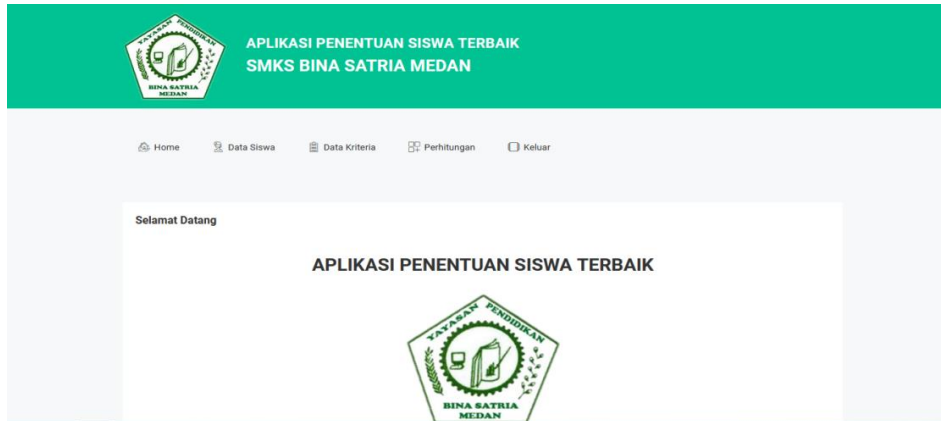 YAYASAN PENDIDIKAN
BINA SATRIA
MEDAN
APLIKASI PENENTUAN SISWA TERBAIK
SMKS BINA SATRIA MEDAN
Home Data Siswa Data Kriteria Perhitungan Keluar
Selamat Datang
APLIKASI PENENTUAN SISWA TERBAIK
YAYASAN PENDIDIKAN
BINA SATRIA
MEDAN